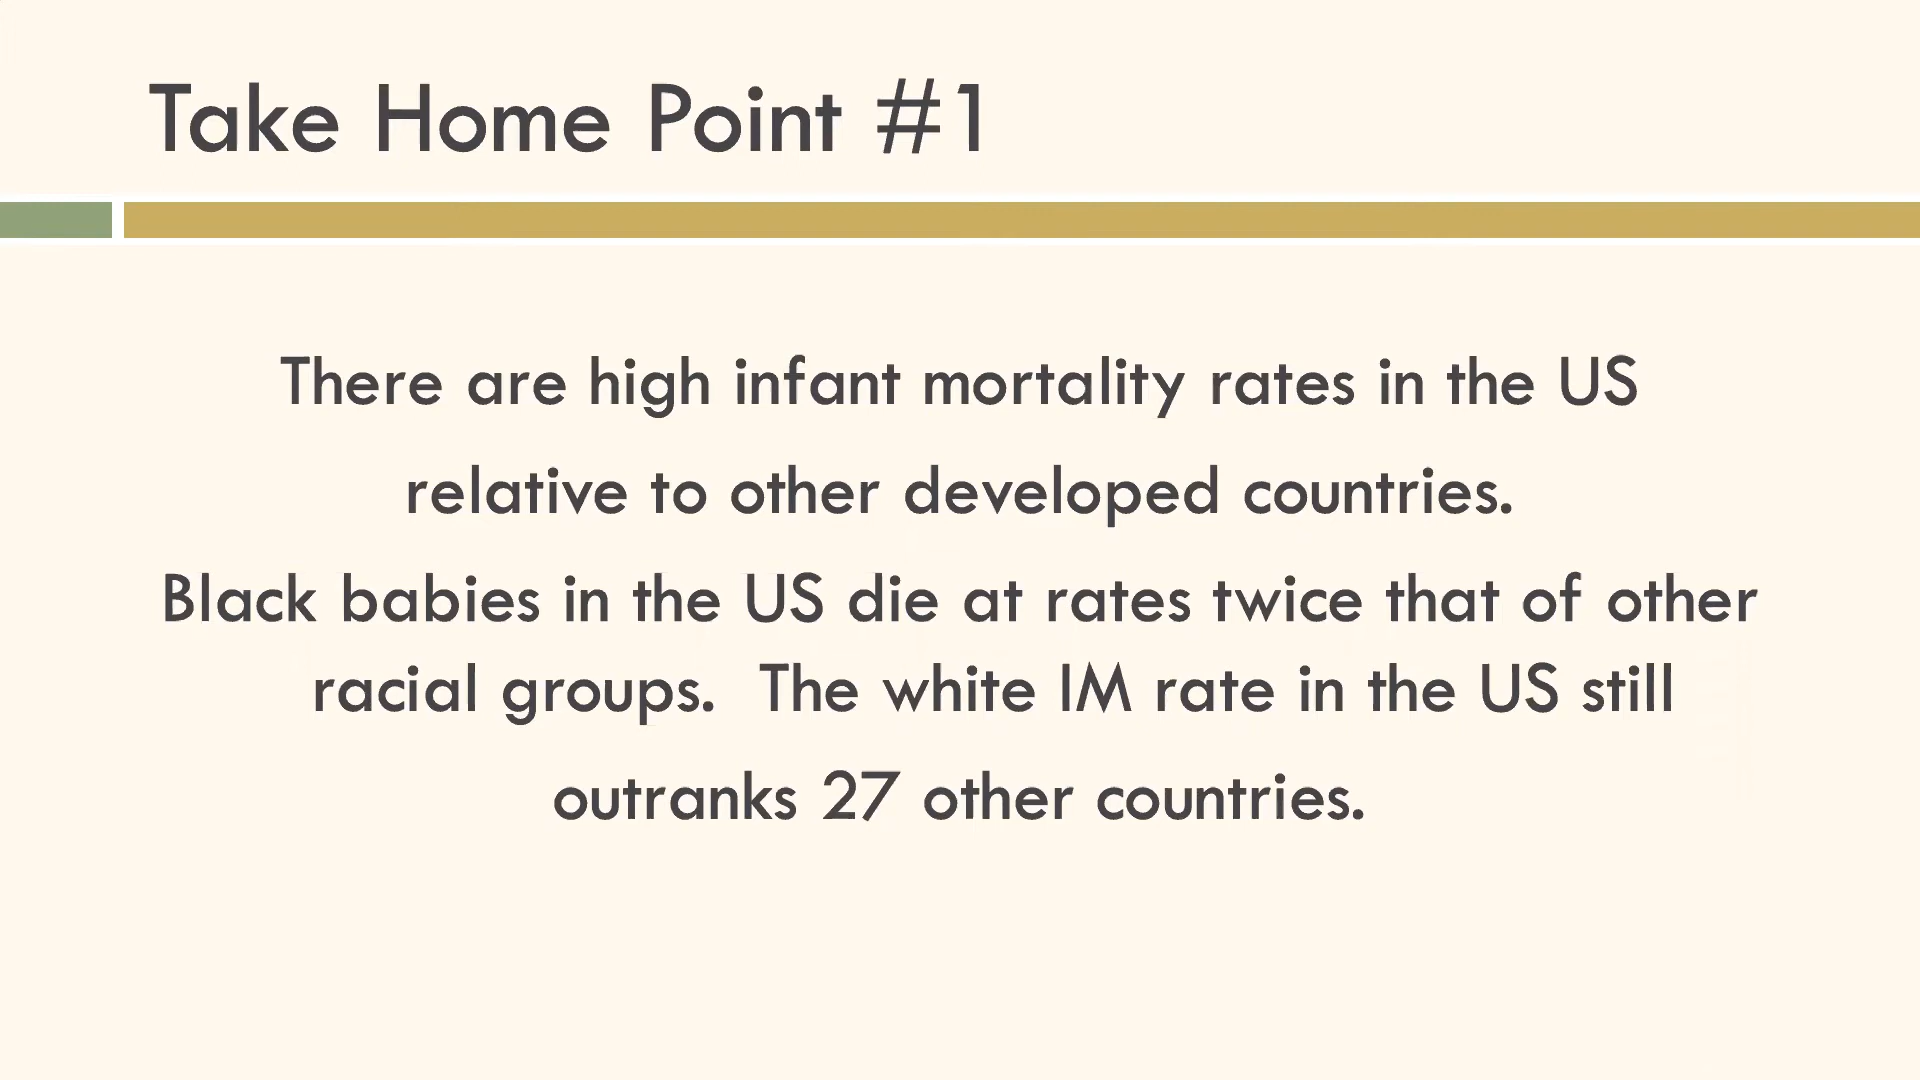 Take Home Point #1
There are high infant mortality rates in the US
relative to other developed countries.
Black babies in the US die at rates twice that of other
racial groups.  The white IM rate in the US still
outranks 27 other countries.